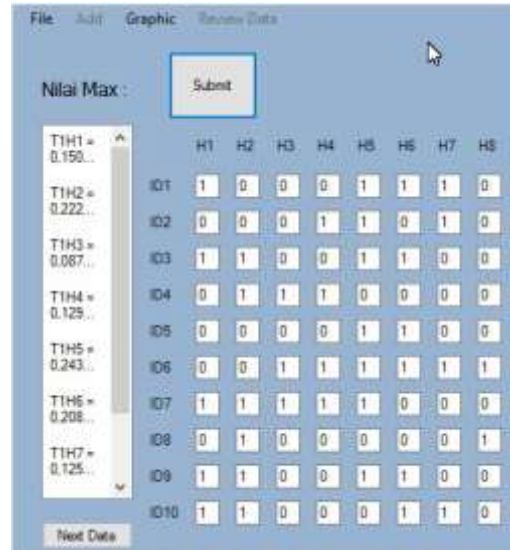 File Add Graphic Review Data
Nilai Max :
Submit
T1H1 =
0.150...
T1H2 =
0.222...
T1H3 =
0.087...
T1H4 =
0.129...
T1H5 =
0.243...
T1H6 =
0.208...
T1H7 =
0.125...
Next Data
H1 H2 H3 H4 H5 H6 H7 H8
ID1 1 0 0 0 1 1 1 0
ID2 0 0 0 1 1 0 1 0
ID3 1 1 0 0 1 1 0 0
ID4 0 1 1 1 0 0 0 0
ID5 0 0 0 0 1 1 0 0
ID6 0 0 1 1 1 1 1 1
ID7 1 1 1 1 1 0 0 0
ID8 0 1 0 0 0 0 0 1
ID9 1 1 0 0 1 1 0 0
ID10 1 1 0 0 0 1 1 0